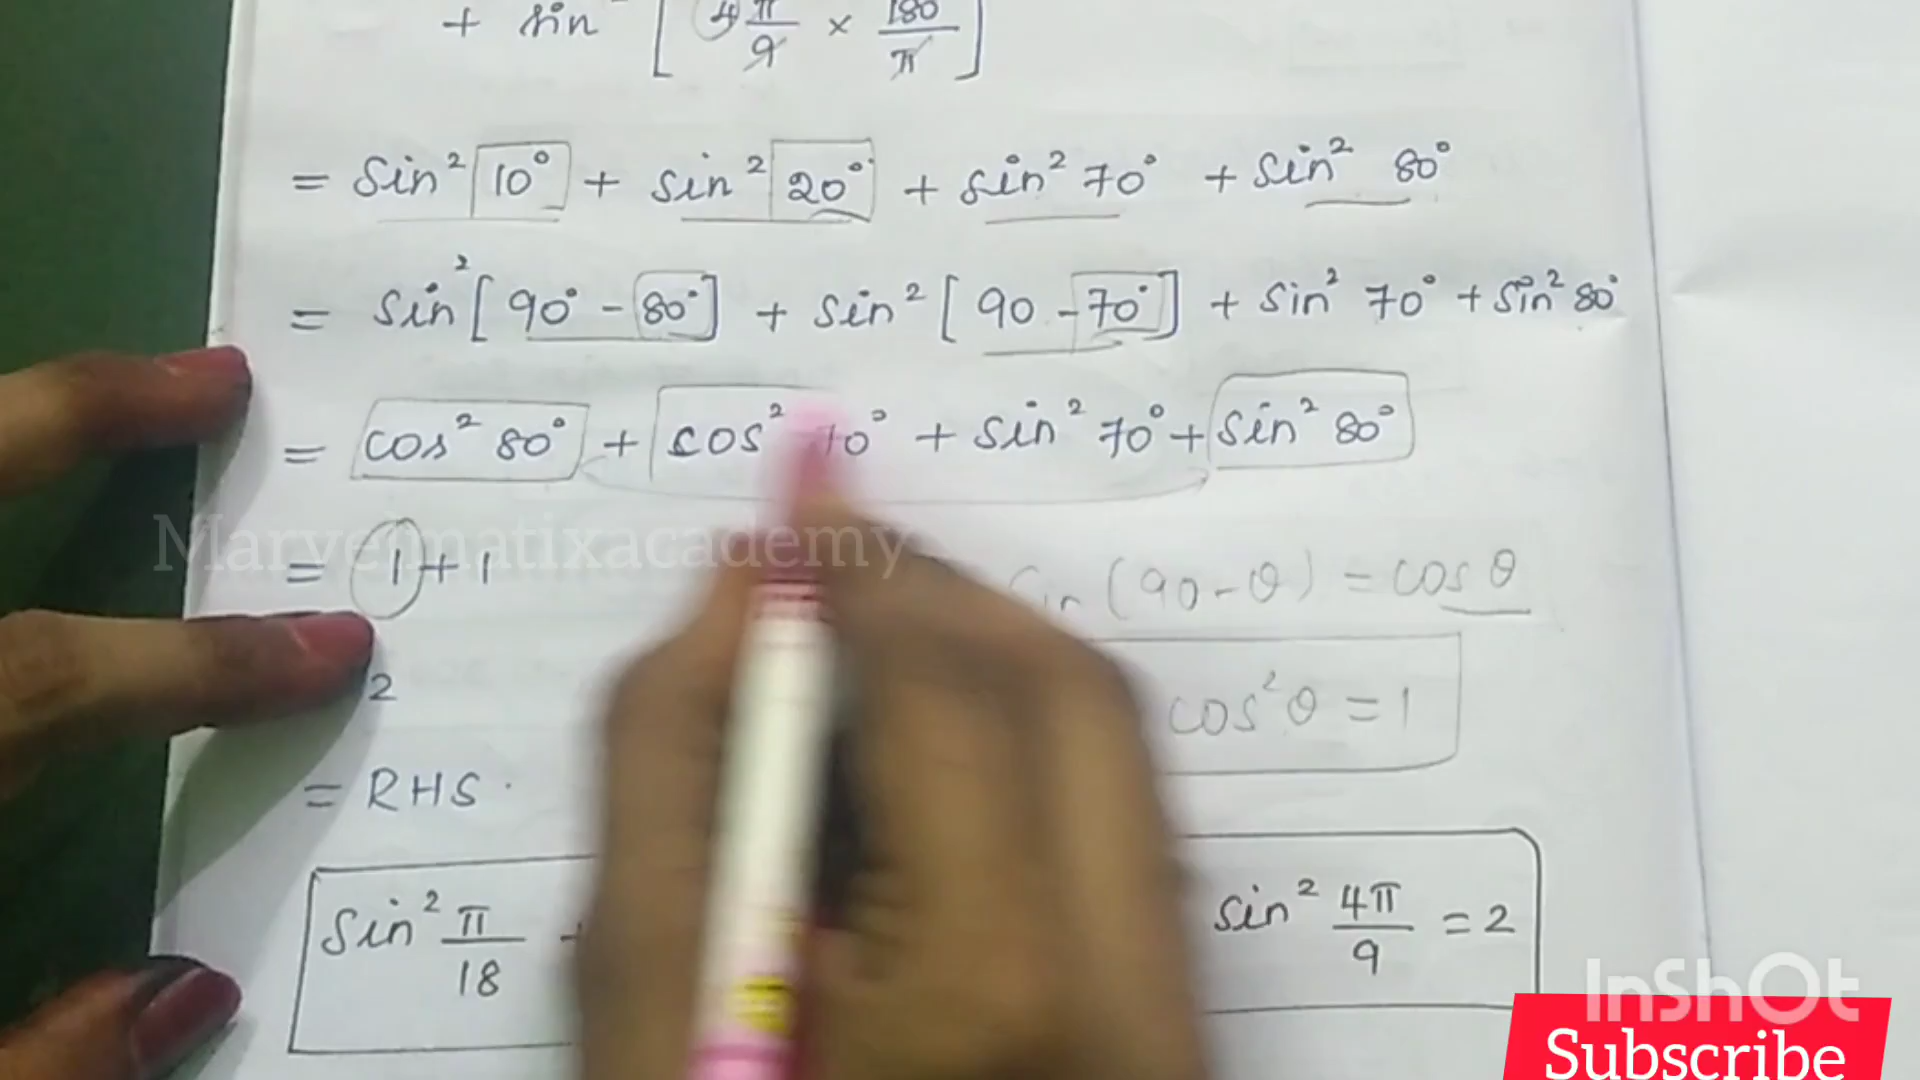 + sin [ 4π/9 × 180/π ]
= Sin² 10° + sin² 20° + sin² 70° + sin² 80°
= Sin² [ 90° - 80° ] + sin² [ 90 - 70° ] + sin² 70° + sin² 80°
= cos² 80° + cos² 70° + sin² 70° + sin² 80°
Marvelmatixacademy
= 1 + 1
(90 - θ) = cos θ
2
cos² θ = 1
= RHS.
Sin² π/18 +
sin² 4π/9 = 2
InShOt
Subscribe